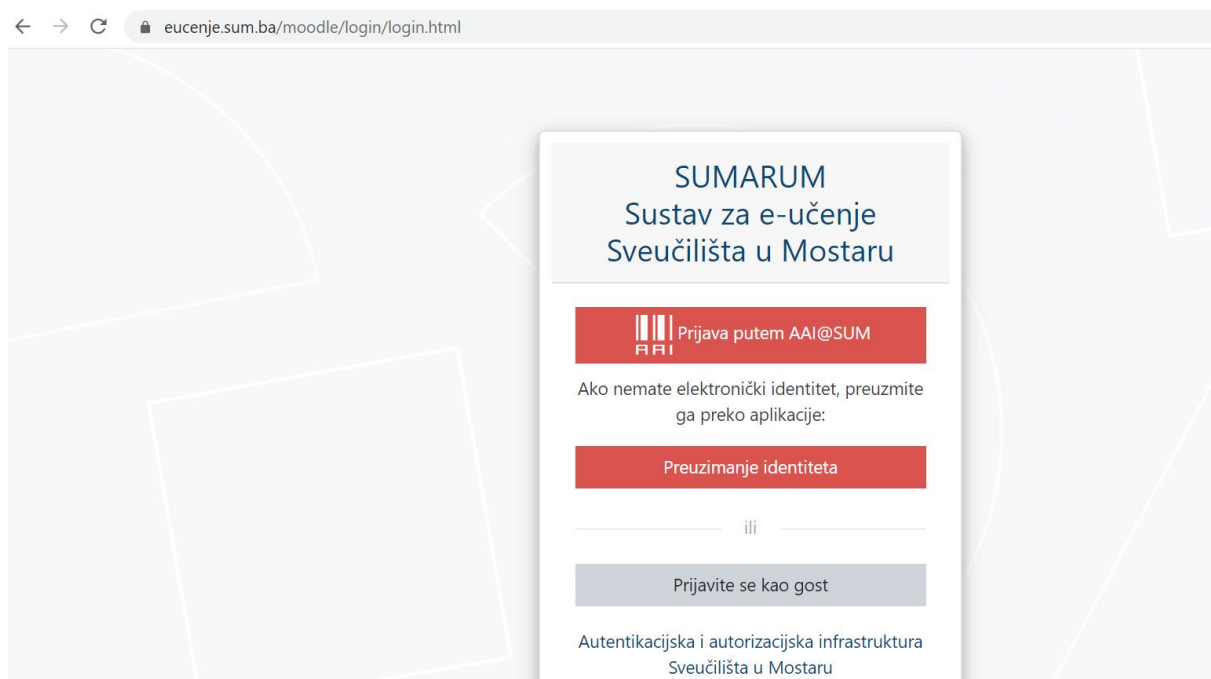 eucenje.sum.ba/moodle/login/login.html
SUMARUM
Sustav za e-učenje
Sveučilišta u Mostaru
AAI Prijava putem AAI@SUM
Ako nemate elektronički identitet, preuzmite
ga preko aplikacije:
Preuzimanje identiteta
ili
Prijavite se kao gost
Autentikacijska i autorizacijska infrastruktura
Sveučilišta u Mostaru